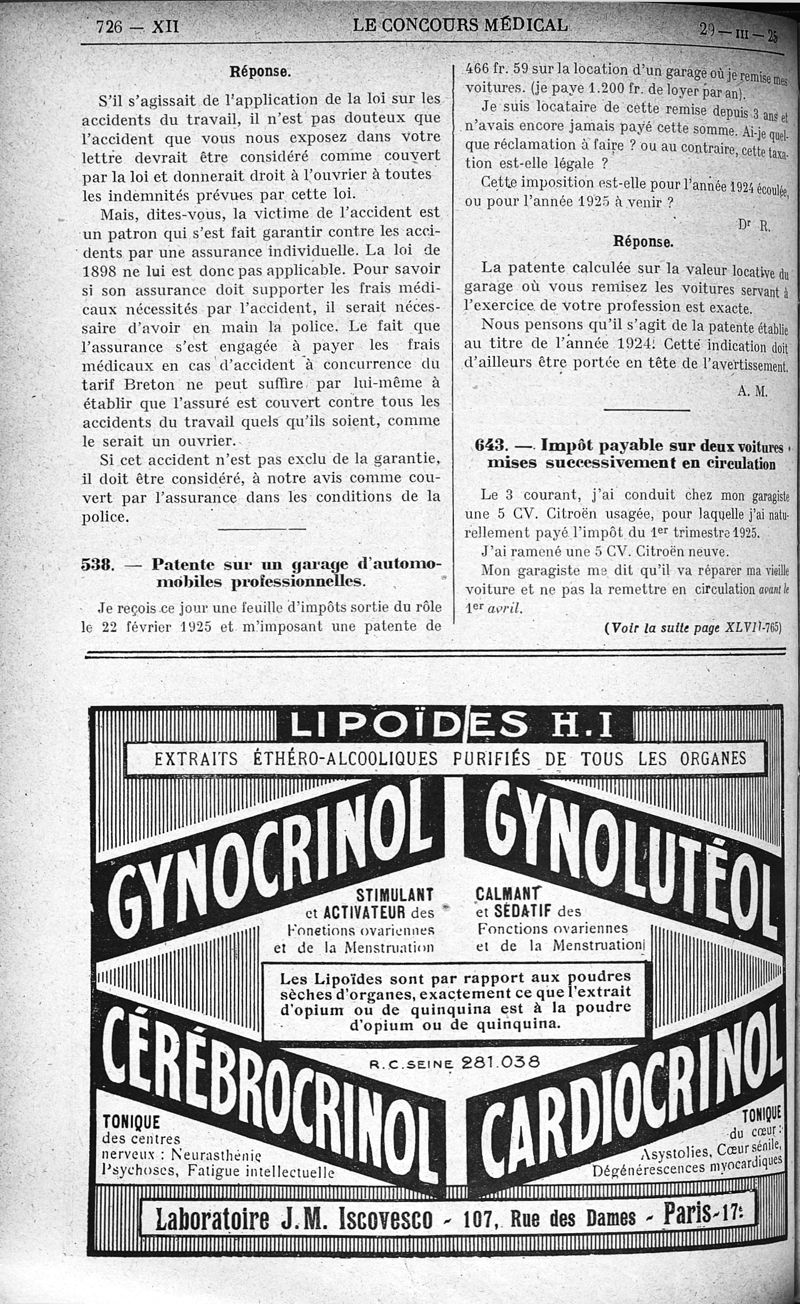 726 — XII
LE CONCOURS MÉDICAL
29 — III — 25
Réponse.
S'il s'agissait de l'application de la loi sur les
accidents du travail, il n'est pas douteux que
l'accident que vous nous exposez dans votre
lettre devrait être considéré comme couvert
par la loi et donnerait droit à l'ouvrier à toutes
les indemnités prévues par cette loi.
Mais, dites-vous, la victime de l'accident est
un patron qui s'est fait garantir contre les acci-
dents par une assurance individuelle. La loi de
1898 ne lui est donc pas applicable. Pour savoir
si son assurance doit supporter les frais médi-
caux nécessités par l'accident, il serait néces-
saire d'avoir en main la police. Le fait que
l'assurance s'est engagée à payer les frais
médicaux en cas d'accident à concurrence du
tarif Breton ne peut suffire par lui-même à
établir que l'assuré est couvert contre tous les
accidents du travail quels qu'ils soient, comme
le serait un ouvrier.
Si cet accident n'est pas exclu de la garantie,
il doit être considéré, à notre avis comme cou-
vert par l'assurance dans les conditions de la
police.
538. — Patente sur un garage d'automo-
mobiles professionnelles.
Je reçois ce jour une feuille d'impôts sortie du rôle
le 22 février 1925 et m'imposant une patente de
466 fr. 59 sur la location d'un garage où je remise mes
voitures. (je paye 1.200 fr. de loyer par an).
Je suis locataire de cette remise depuis 3 ans et
n'avais encore jamais payé cette somme. Ai-je quel-
que réclamation à faire ? ou au contraire, cette taxa-
tion est-elle légale ?
Cette imposition est-elle pour l'année 1924 écoulée,
ou pour l'année 1925 à venir ?
Dr R.
Réponse.
La patente calculée sur la valeur locative du
garage où vous remisez les voitures servant à
l'exercice de votre profession est exacte.
Nous pensons qu'il s'agit de la patente établie
au titre de l'année 1924. Cette indication doit
d'ailleurs être portée en tête de l'avertissement.
A. M.
643. — Impôt payable sur deux voitures
mises successivement en circulation
Le 3 courant, j'ai conduit chez mon garagiste
une 5 CV. Citroën usagée, pour laquelle j'ai natu-
rellement payé l'impôt du 1er trimestre 1925.
J'ai ramené une 5 CV. Citroën neuve.
Mon garagiste me dit qu'il va réparer ma vieille
voiture et ne pas la remettre en circulation avant le
1er avril.
(Voir la suite page XLVII-765)
LIPOÏDES H.I
EXTRAITS ÉTHÉRO-ALCOOLIQUES PURIFIÉS DE TOUS LES ORGANES
GYNOCRINOL
STIMULANT
et ACTIVATEUR des
Fonctions ovariennes
et de la Menstruation
GYNOLUTÉOL
CALMANT
et SÉDATIF des
Fonctions ovariennes
et de la Menstruation
Les Lipoïdes sont par rapport aux poudres
sèches d'organes, exactement ce que l'extrait
d'opium ou de quinquina est à la poudre
d'opium ou de quinquina.
R.C. SEINE 281.038
CÉRÉBROCRINOL
TONIQUE
des centres
nerveux : Neurasthénie
Psychoses, Fatigue intellectuelle
CARDIOCRINOL
TONIQUE
du cœur :
Asystolies, Cœur sénile,
Dégénérescences myocardiques
Laboratoire J.M. Iscovesco - 107, Rue des Dames - Paris-17e